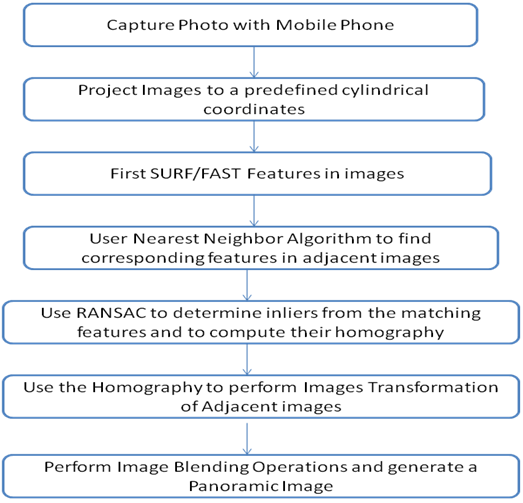 Capture Photo with Mobile Phone
Project Images to a predefined cylindrical
coordinates
First SURF/FAST Features in images
User Nearest Neighbor Algorithm to find
corresponding features in adjacent images
Use RANSAC to determine inliers from the matching
features and to compute their homography
Use the Homography to perform Images Transformation
of Adjacent images
Perform Image Blending Operations and generate a
Panoramic Image